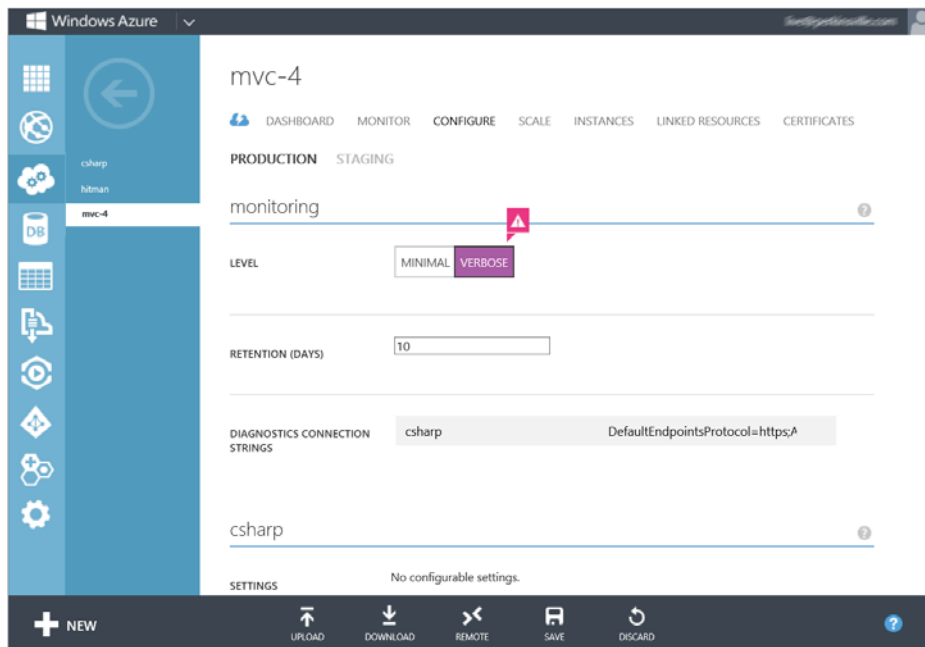 Windows Azure
mvc-4
DASHBOARD MONITOR CONFIGURE SCALE INSTANCES LINKED RESOURCES CERTIFICATES
PRODUCTION STAGING
csharp
hitman
mvc-4
DB
monitoring ?
LEVEL MINIMAL VERBOSE
RETENTION (DAYS) 10
DIAGNOSTICS CONNECTION
STRINGS
csharp DefaultEndpointsProtocol=https;A
csharp ?
SETTINGS No configurable settings.
NEW UPLOAD DOWNLOAD REMOTE SAVE DISCARD ?